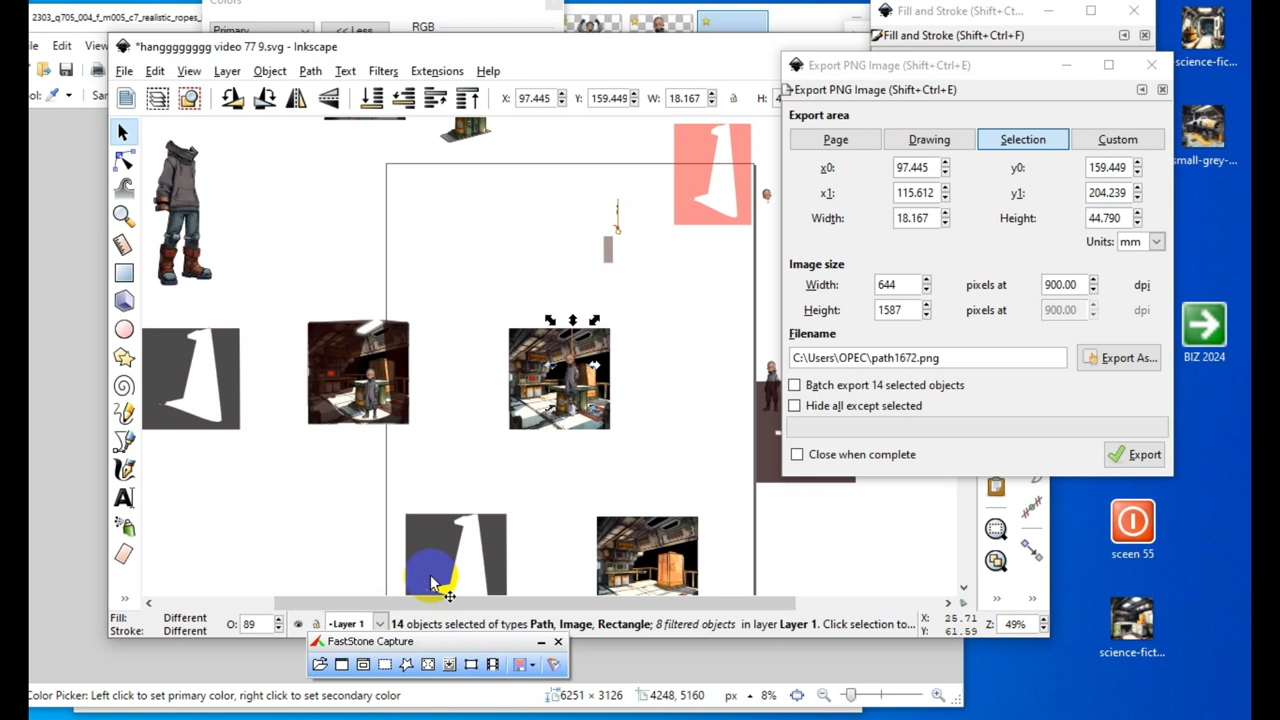 Colors
2303_q705_004_f_m005_c7_realistic_ropes_
Primary
<< Less
RGB
Fill and Stroke (Shift+Ct...
Fill and Stroke (Shift+Ctrl+F)
*hanggggggggg video 77 9.svg - Inkscape
ile Edit View
File Edit View Layer Object Path Text Filters Extensions Help
X: 97.445 Y: 159.449 W: 18.167 H: 4
Export PNG Image (Shift+Ctrl+E)
Export PNG Image (Shift+Ctrl+E)
Export area
Page Drawing Selection Custom
x0: 97.445 y0: 159.449
x1: 115.612 y1: 204.239
Width: 18.167 Height: 44.790
Units: mm
Image size
Width: 644 pixels at 900.00 dpi
Height: 1587 pixels at 900.00 dpi
Filename
C:\Users\OPEC\path1672.png Export As...
Batch export 14 selected objects
Hide all except selected
Close when complete Export
-science-fic...
small-grey-...
BIZ 2024
sceen 55
science-fict...
Fill: Different
Stroke: Different
O: 89
Layer 1
14 objects selected of types Path, Image, Rectangle; 8 filtered objects in layer Layer 1. Click selection to...
X: 25.71
Y: 61.59
Z: 49%
FastStone Capture
Color Picker: Left click to set primary color, right click to set secondary color
6251 × 3126 4248, 5160 px 8%